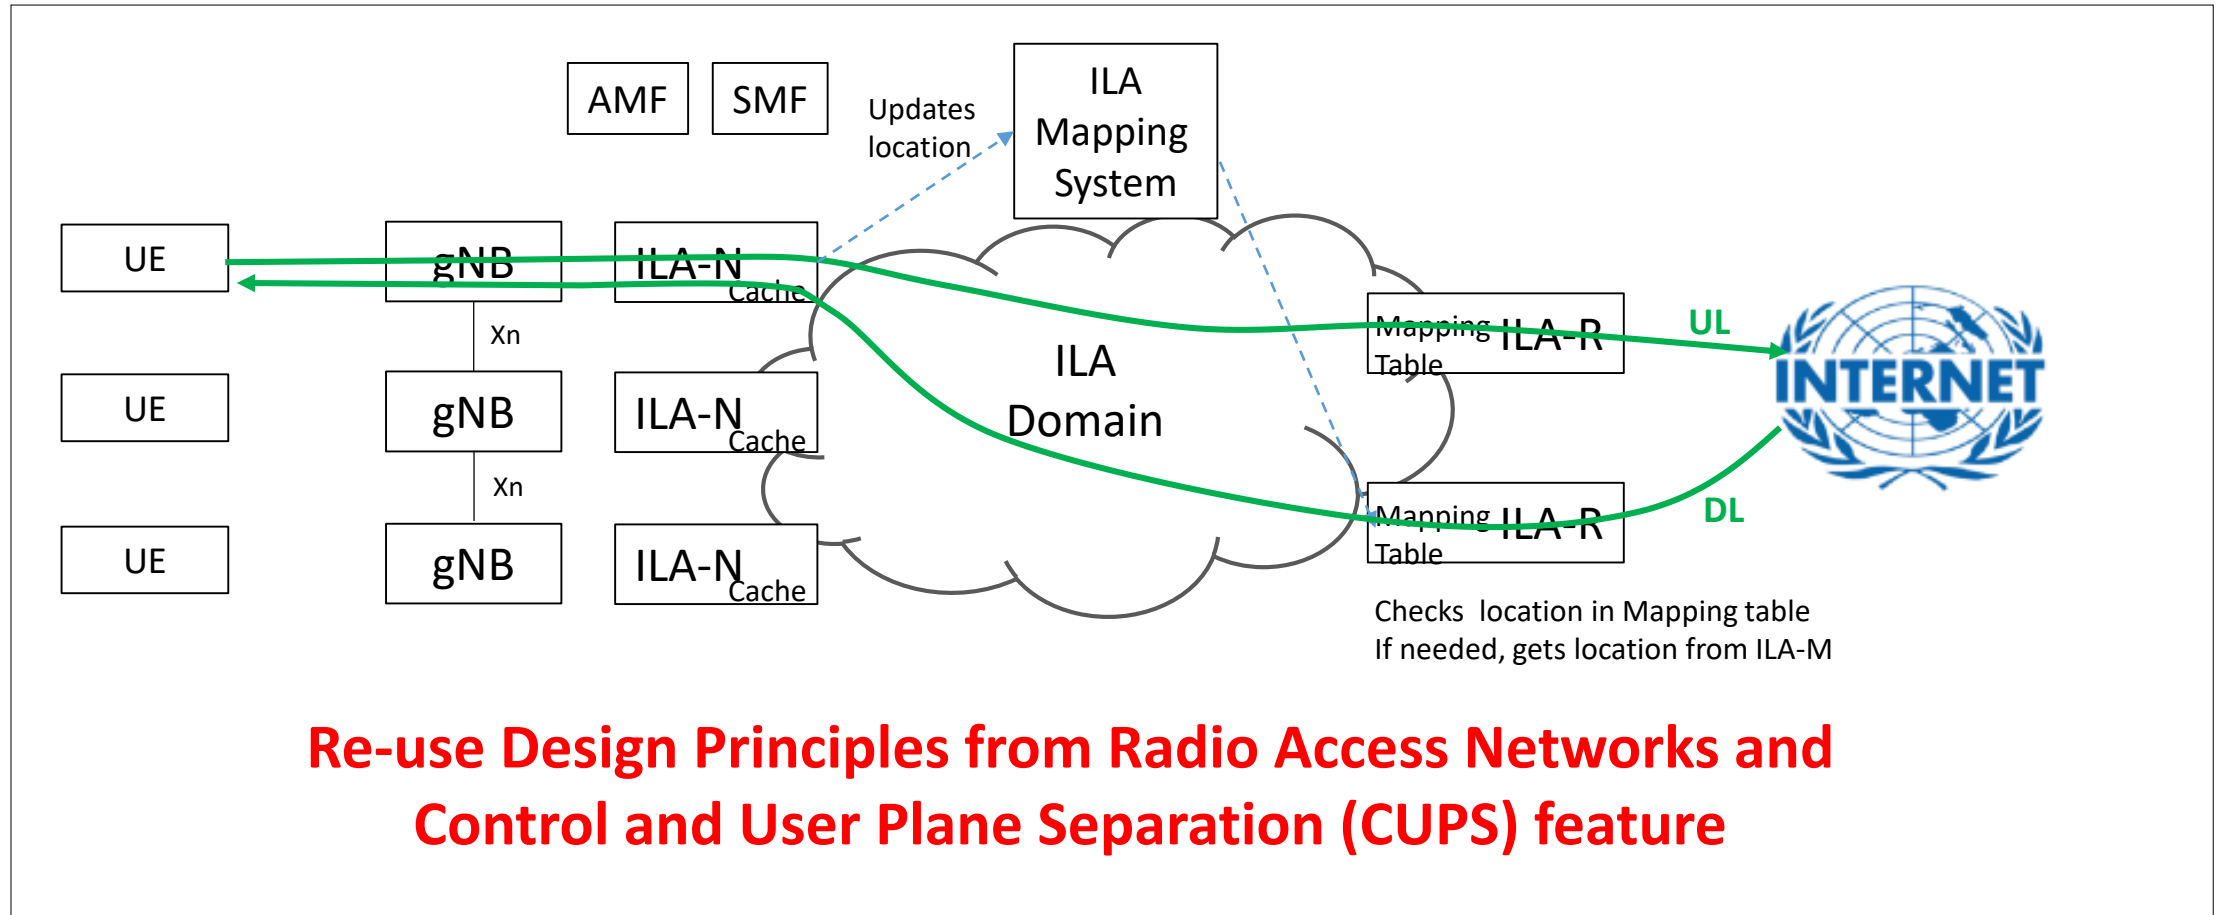 AMF
SMF
Updates
location
ILA
Mapping
System
UE
gNB
ILA-N
Cache
Xn
UE
gNB
ILA-N
Cache
Xn
UE
gNB
ILA-N
Cache
ILA
Domain
Mapping
Table
ILA-R
UL
INTERNET
Mapping
Table
ILA-R
DL
Checks location in Mapping table
If needed, gets location from ILA-M
Re-use Design Principles from Radio Access Networks and
Control and User Plane Separation (CUPS) feature